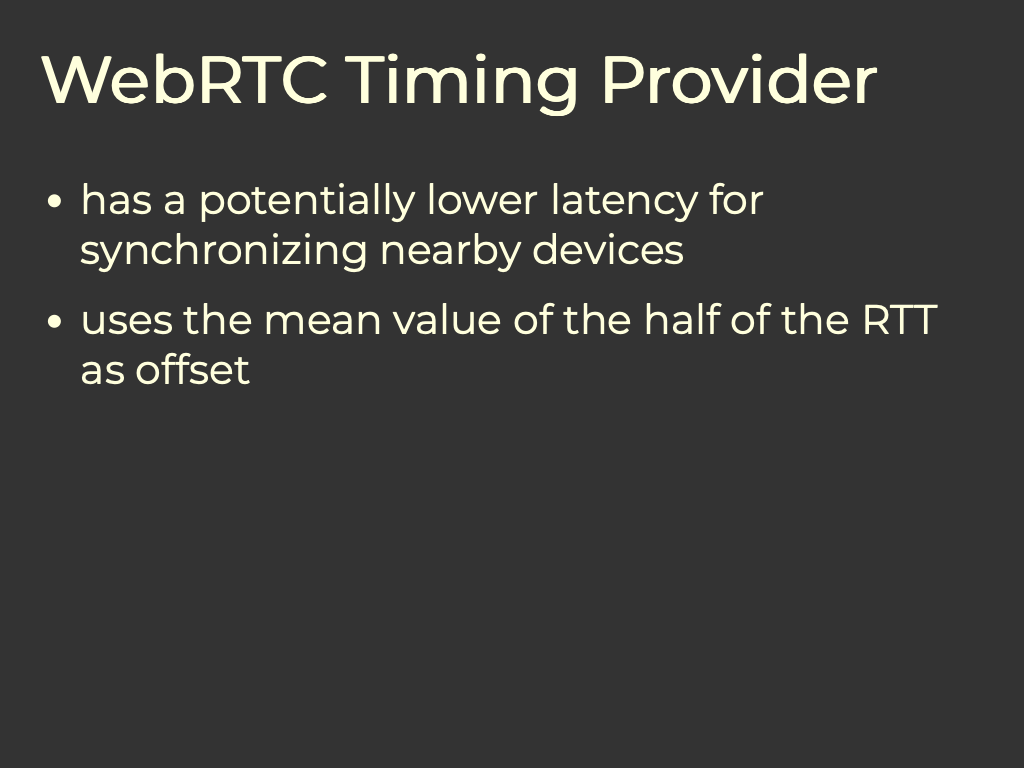 WebRTC Timing Provider
• has a potentially lower latency for
synchronizing nearby devices
• uses the mean value of the half of the RTT
as offset